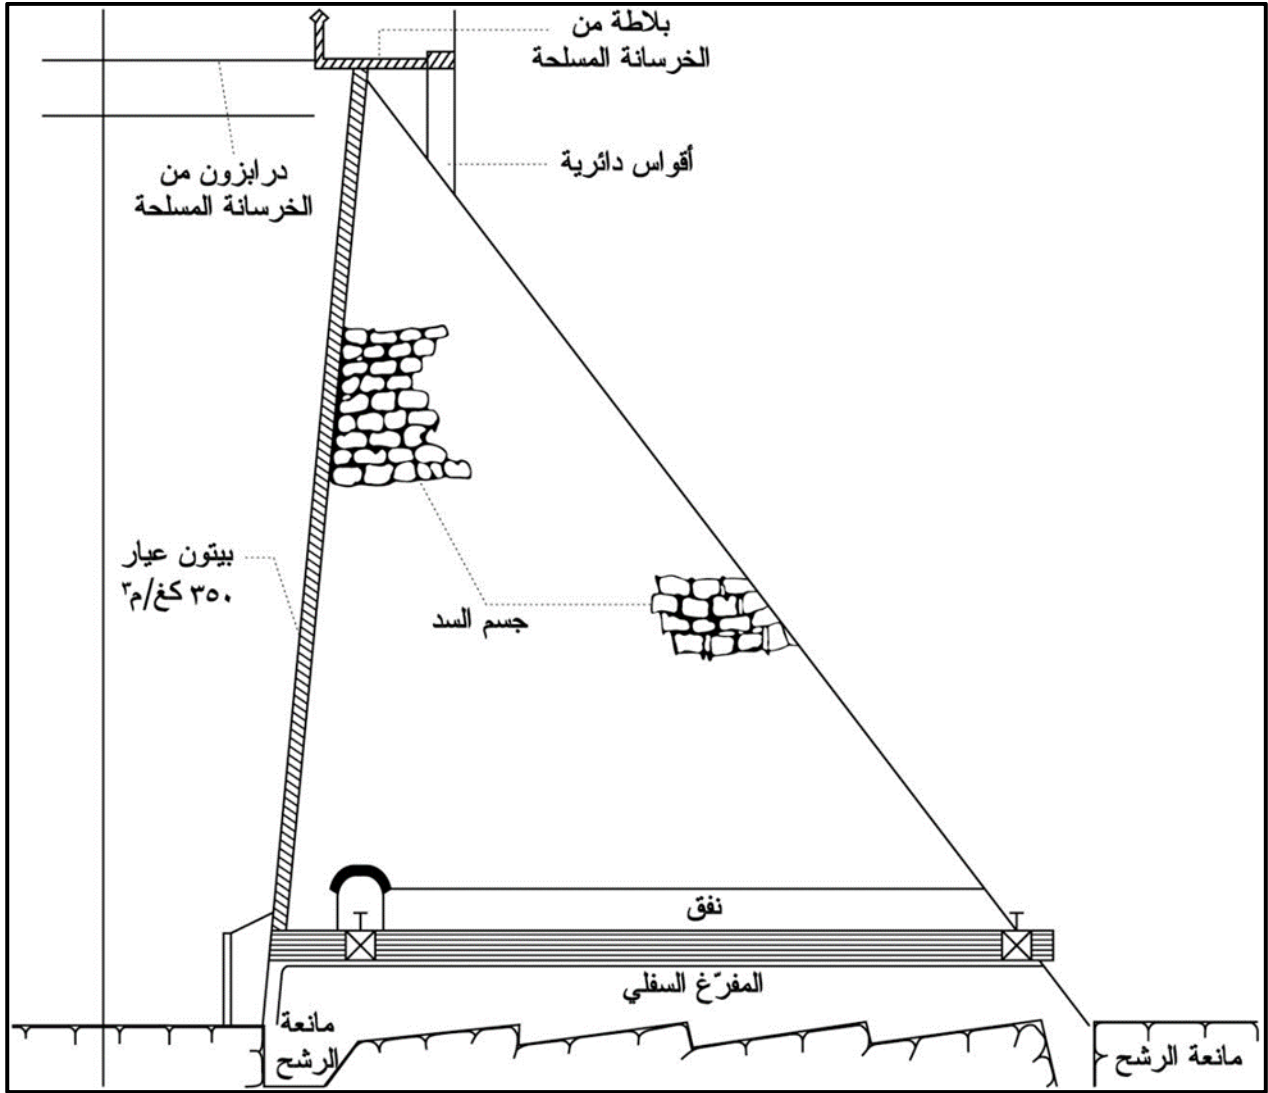 بلاطة من
الخرسانة المسلحة
أقواس دائرية
درابزون من
الخرسانة المسلحة
بيتون عيار
٣٥٠ كغ/م٣
جسم السد
نفق
المفرّغ السفلي
مانعة
الرشح
مانعة الرشح